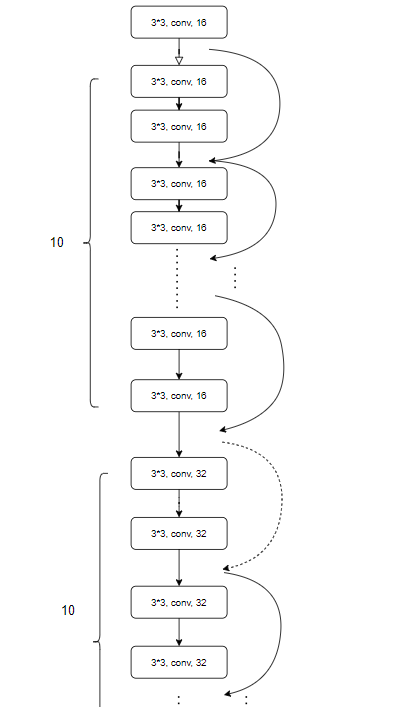 3*3, conv, 16
3*3, conv, 16
3*3, conv, 16
3*3, conv, 16
3*3, conv, 16
10
3*3, conv, 16
3*3, conv, 16
3*3, conv, 32
3*3, conv, 32
3*3, conv, 32
10
3*3, conv, 32